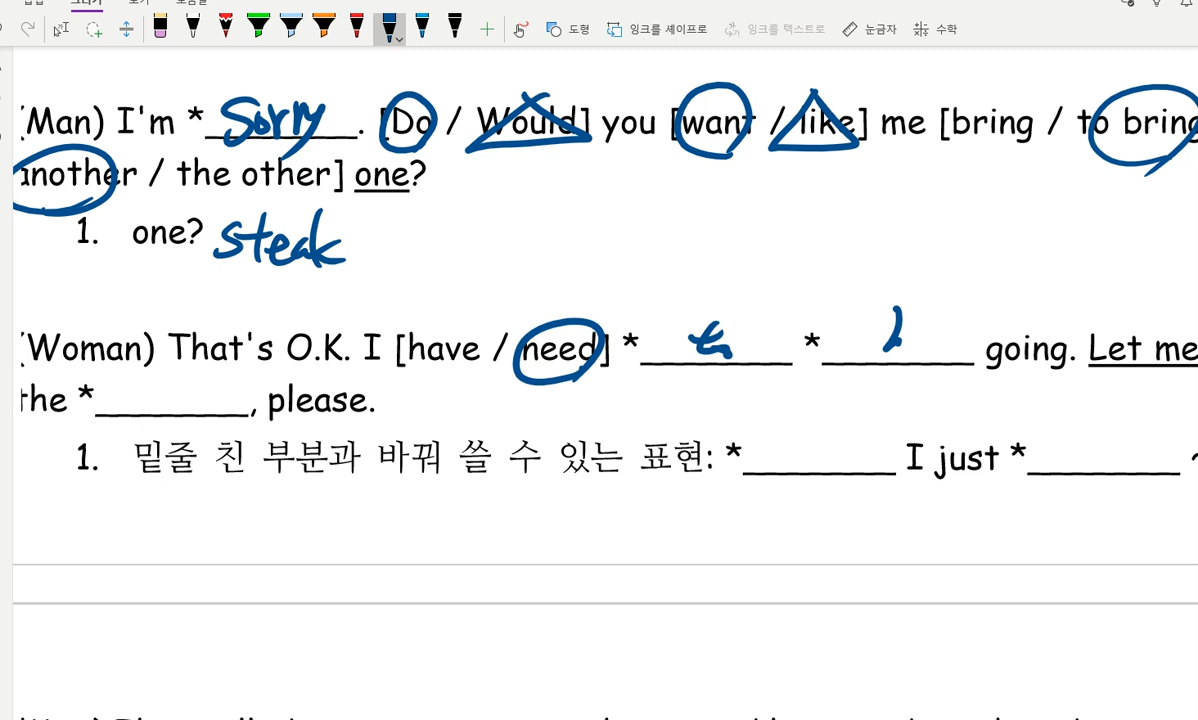 도형 잉크를 셰이프로 잉크를 텍스트로 눈금자 수학
(Man) I'm *Sorry. [Do / Would] you [want / like] me [bring / to bring
another / the other] one?
1. one? steak
(Woman) That's O.K. I [have / need] *________ *________ going. Let me
the *________, please.
1. 밑줄 친 부분과 바꿔 쓸 수 있는 표현: *________ I just *________